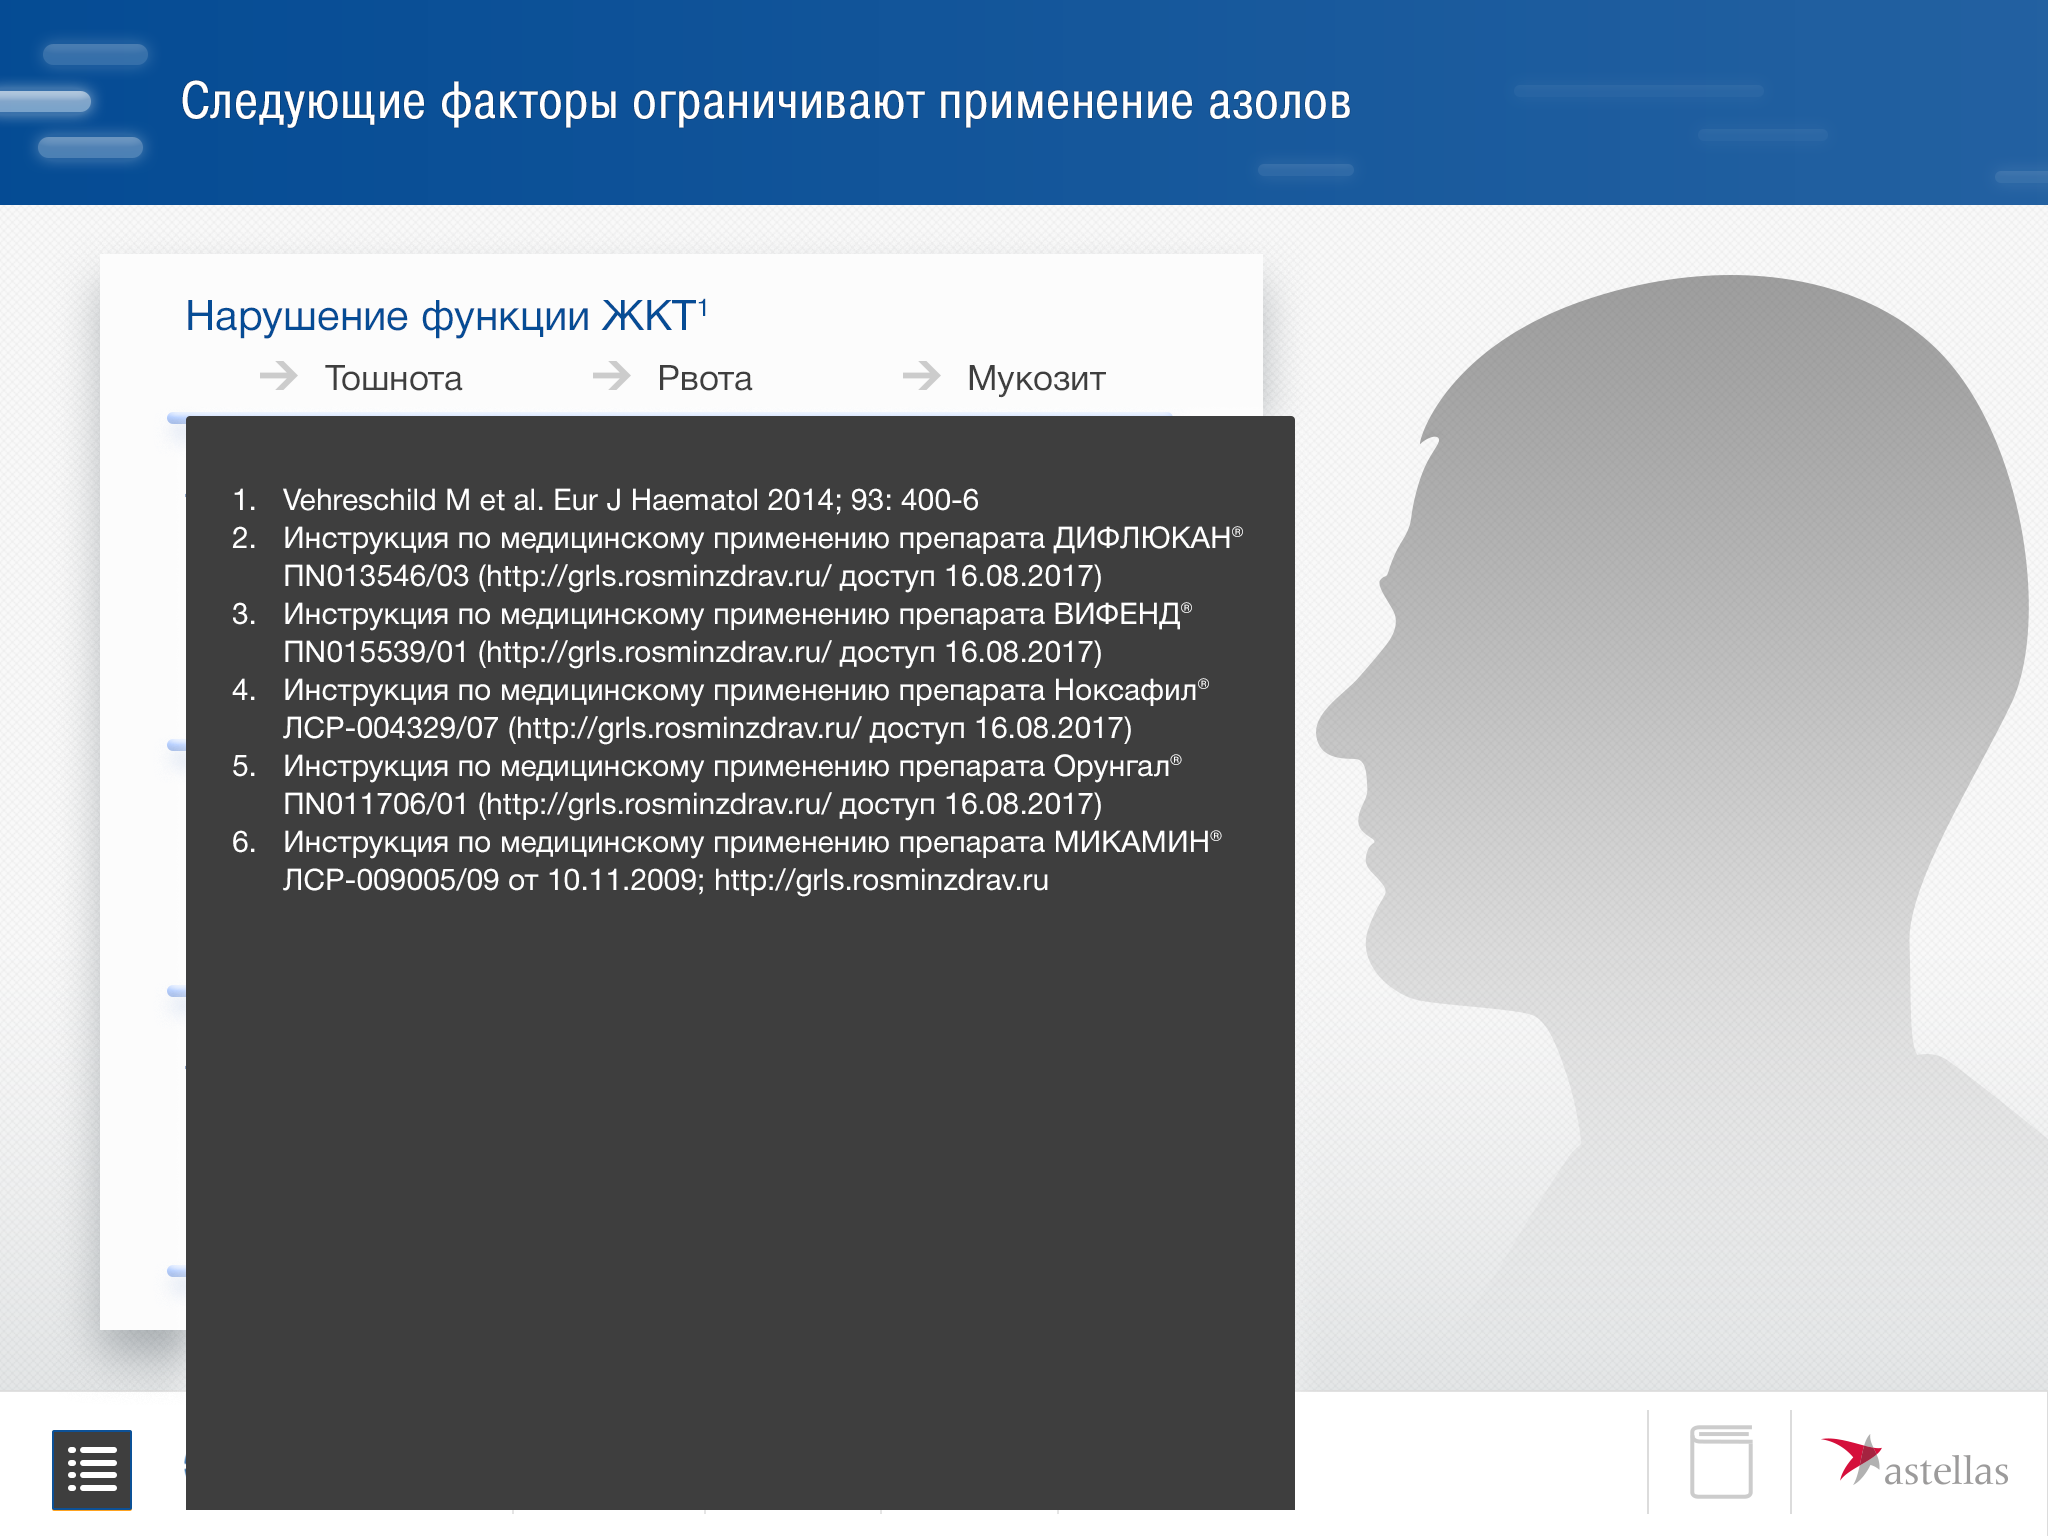 Следующие факторы ограничивают применение азолов
Нарушение функции ЖКТ¹
Тошнота Рвота Мукозит
1. Vehreschild M et al. Eur J Haematol 2014; 93: 400-6
2. Инструкция по медицинскому применению препарата ДИФЛЮКАН®
ПN013546/03 (http://grls.rosminzdrav.ru/ доступ 16.08.2017)
3. Инструкция по медицинскому применению препарата ВИФЕНД®
ПN015539/01 (http://grls.rosminzdrav.ru/ доступ 16.08.2017)
4. Инструкция по медицинскому применению препарата Ноксафил®
ЛСР-004329/07 (http://grls.rosminzdrav.ru/ доступ 16.08.2017)
5. Инструкция по медицинскому применению препарата Орунгал®
ПN011706/01 (http://grls.rosminzdrav.ru/ доступ 16.08.2017)
6. Инструкция по медицинскому применению препарата МИКАМИН®
ЛСР-009005/09 от 10.11.2009; http://grls.rosminzdrav.ru
astellas